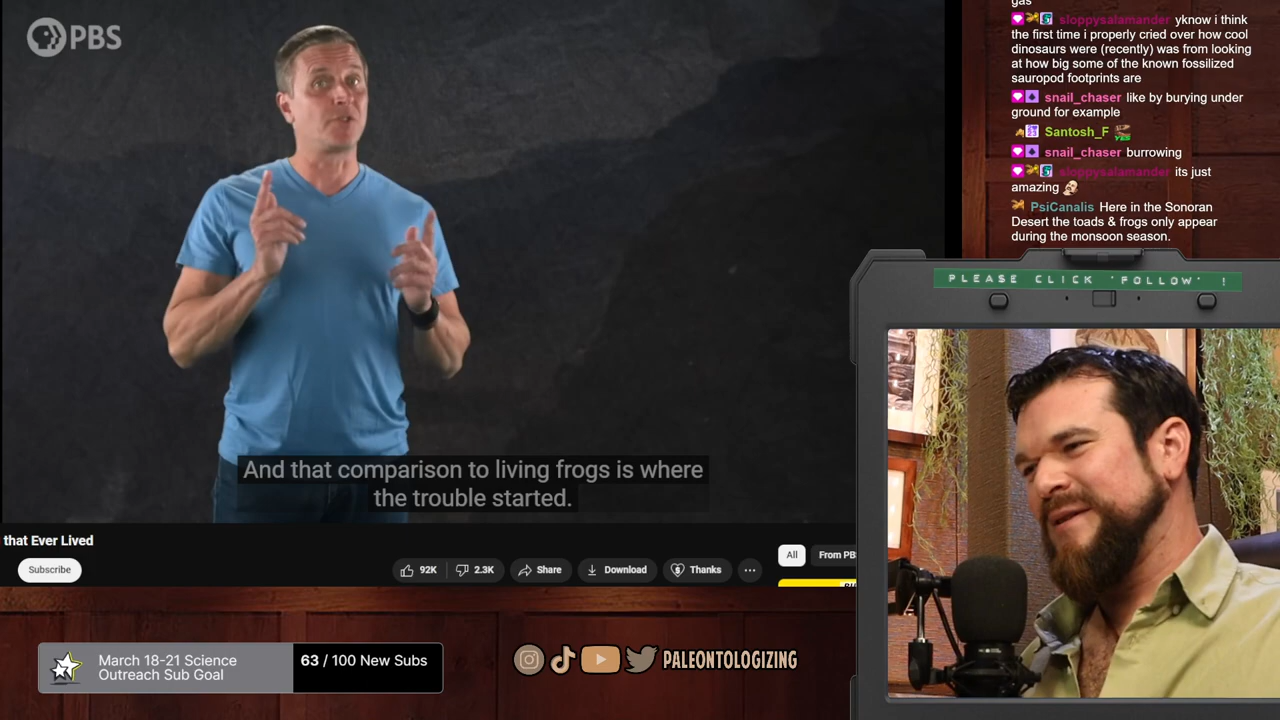 PBS
gas
sloppysalamander yknow i think
the first time i properly cried over how cool
dinosaurs were (recently) was from looking
at how big some of the known fossilized
sauropod footprints are
snail_chaser like by burying under
ground for example
Santosh_F
snail_chaser burrowing
sloppysalamander its just
amazing
PsiCanalis Here in the Sonoran
Desert the toads & frogs only appear
during the monsoon season.
PLEASE CLICK 'FOLLOW' !
And that comparison to living frogs is where
the trouble started.
that Ever Lived
Subscribe
92K
2.3K
Share
Download
Thanks
All
From PB
March 18-21 Science
Outreach Sub Goal
63 / 100 New Subs
PALEONTOLOGIZING